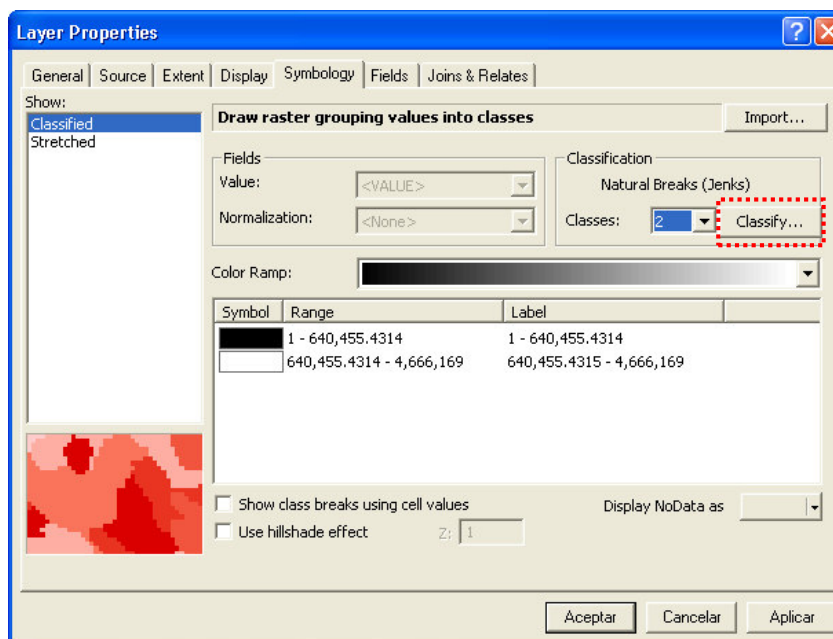 Layer Properties
General Source Extent Display Symbology Fields Joins & Relates
Show:
Classified
Stretched
Draw raster grouping values into classes
Import...
Fields
Value: <VALUE>
Normalization: <None>
Classification
Natural Breaks (Jenks)
Classes: 2 Classify...
Color Ramp:
Symbol Range Label
1 - 640,455.4314 1 - 640,455.4314
640,455.4314 - 4,666,169 640,455.4315 - 4,666,169
Show class breaks using cell values
Display NoData as
Use hillshade effect Z: 1
Aceptar Cancelar Aplicar